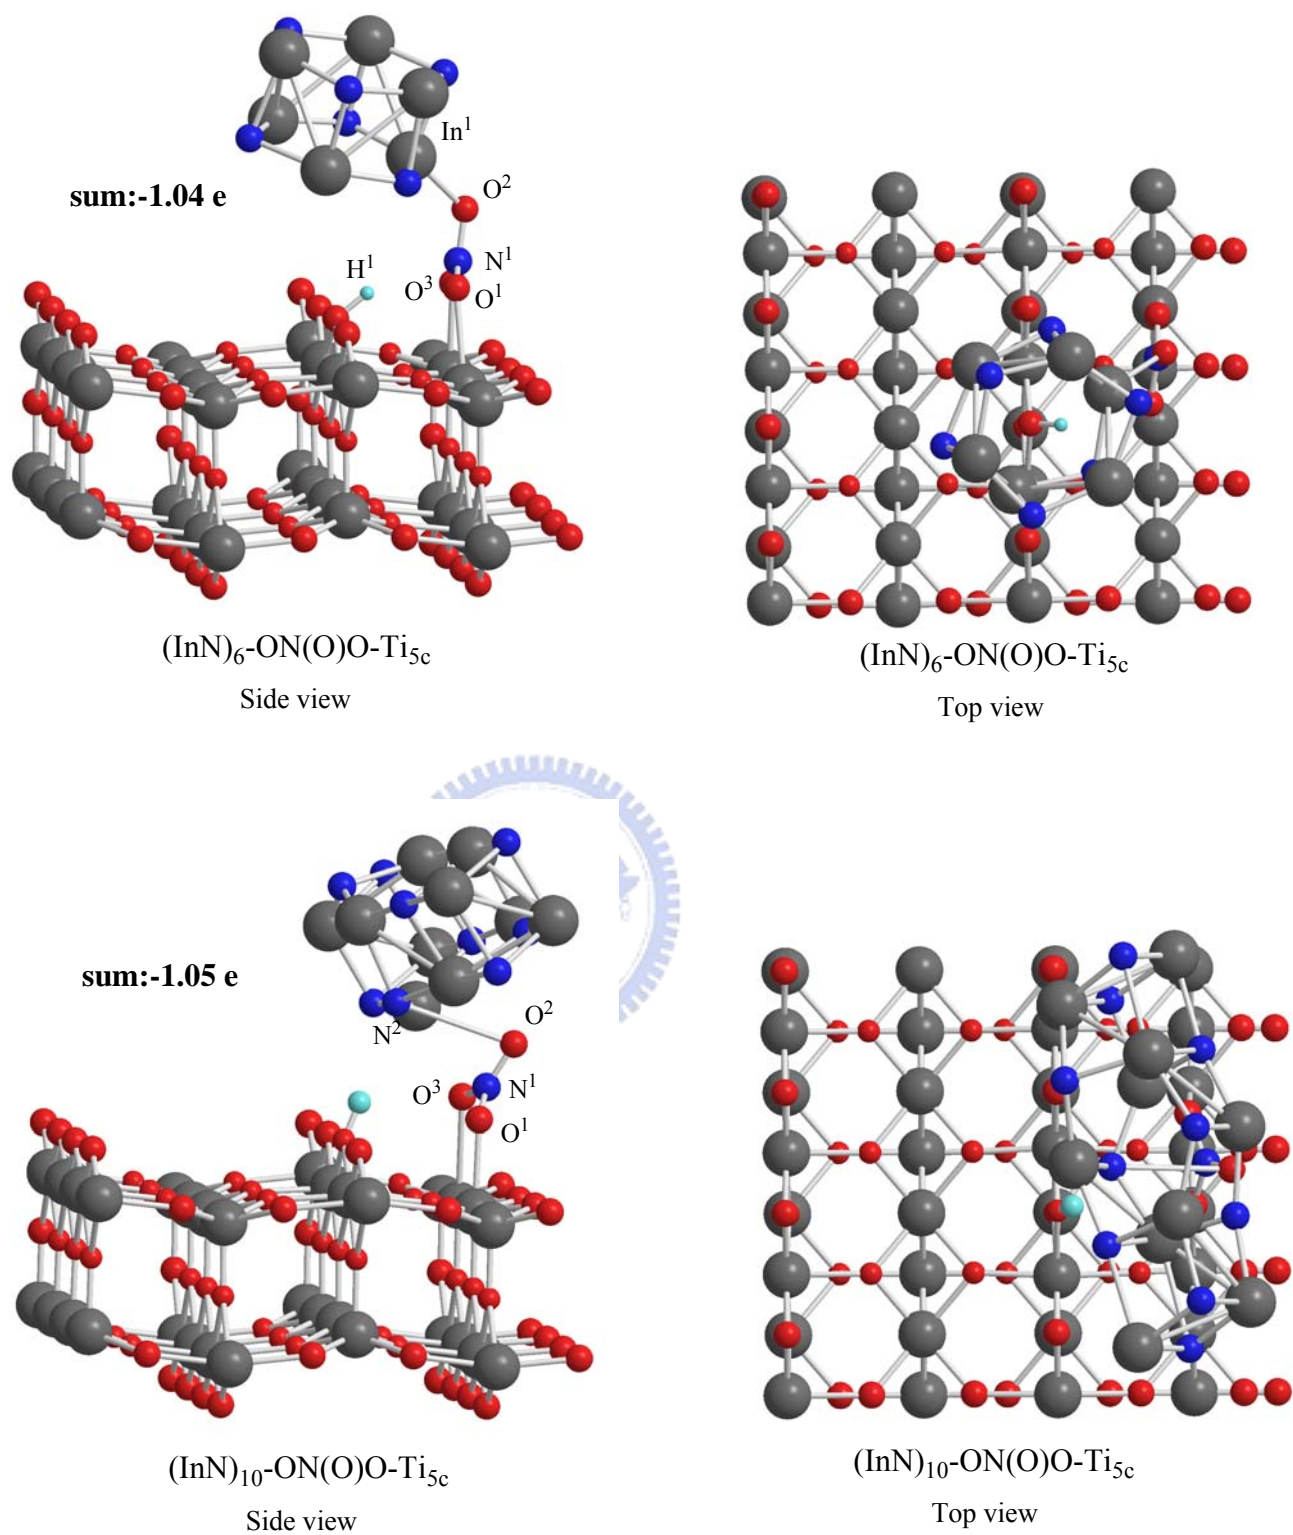 In¹
O²
sum:-1.04 e
N¹
H¹
O³
O¹
(InN)₆-ON(O)O-Ti₅c
Side view
(InN)₆-ON(O)O-Ti₅c
Top view
sum:-1.05 e
N²
O²
O³
N¹
O¹
(InN)₁₀-ON(O)O-Ti₅c
Side view
(InN)₁₀-ON(O)O-Ti₅c
Top view